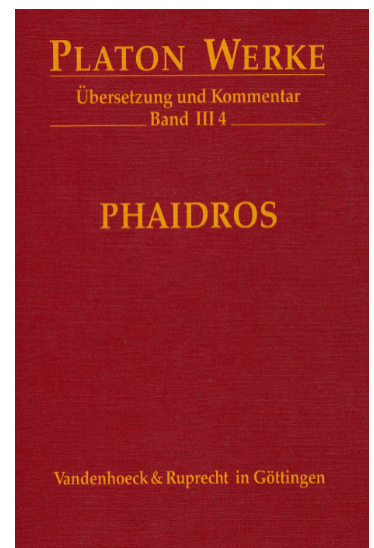 PLATON WERKE
Übersetzung und Kommentar
Band III 4
PHAIDROS
Vandenhoeck & Ruprecht in Göttingen